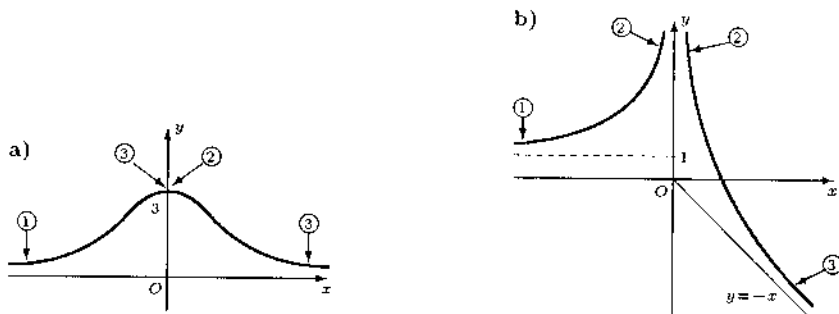 a)
y
③ ②
3
① ③
O x
b)
y
② ②
①
1
O x
③
y = −x